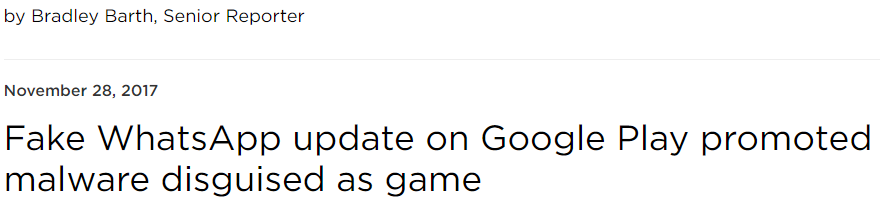 by Bradley Barth, Senior Reporter
November 28, 2017
Fake WhatsApp update on Google Play promoted
malware disguised as game